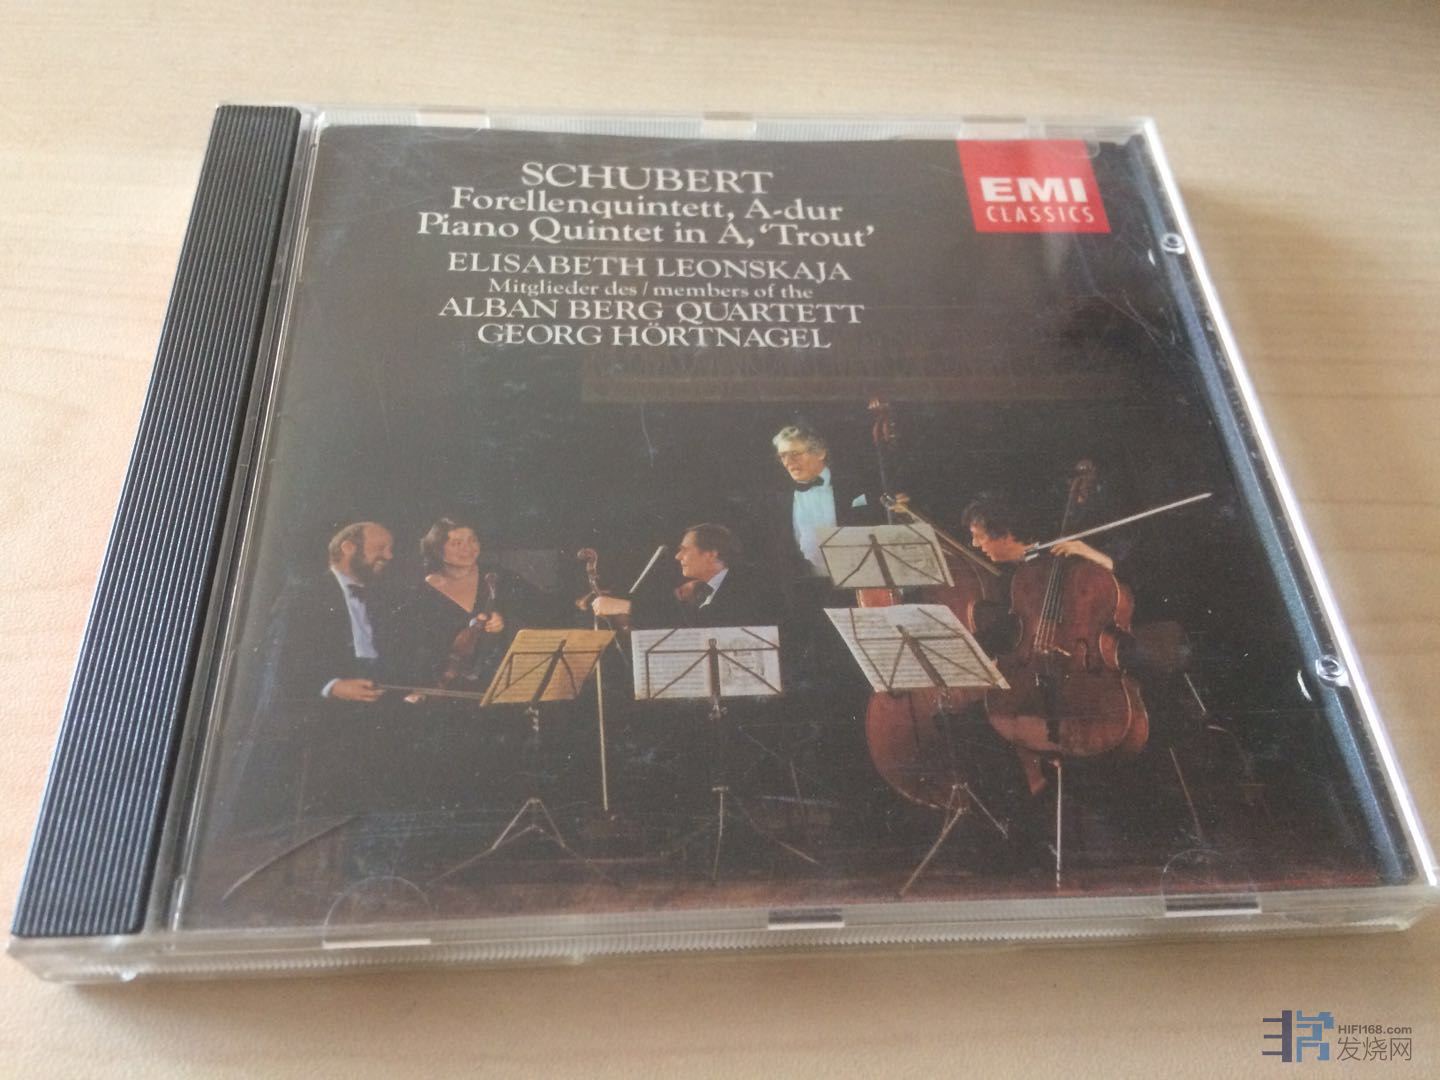 SCHUBERT
Forellenquintett, A-dur
Piano Quintet in A, 'Trout'
ELISABETH LEONSKAJA
Mitglieder des / members of the
ALBAN BERG QUARTETT
GEORG HÖRTNAGEL
EMI
CLASSICS
HIFI168.com
发烧网